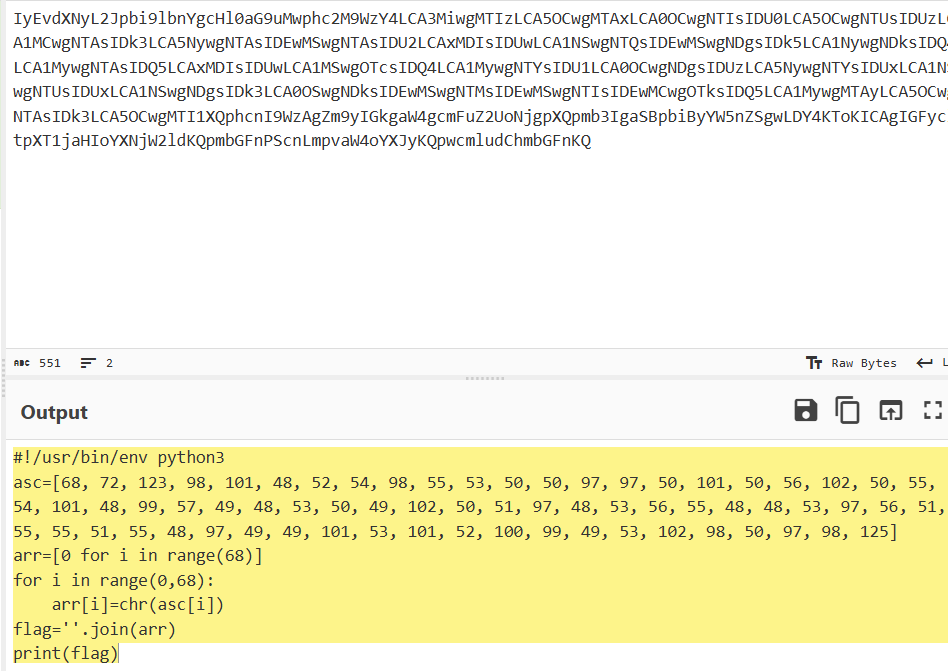 IyEvdXNyL2Jpbi9lbnYgcHl0aG9uMwphc2M9WzY4LCA3MiwgMTIzLCA5OCwgMTAxLCA0OCwgNTIsIDU0LCA5OCwgNTUsIDUzL
A1MCwgNTAsIDk3LCA5NywgNTAsIDEwMSwgNTAsIDU2LCAxMDIsIDUwLCA1NSwgNTQsIDEwMSwgNDgsIDk5LCA1NywgNDksIDQ
LCA1MywgNTAsIDQ5LCAxMDIsIDUwLCA1MSwgOTcsIDQ4LCA1MywgNTYsIDU1LCA0OCwgNDgsIDUzLCA5NywgNTYsIDUxLCA1N
wgNTUsIDUxLCA1NSwgNDgsIDk3LCA0OSwgNDksIDEwMSwgNTMsIDEwMSwgNTIsIDEwMCwgOTksIDQ5LCA1MywgMTAyLCA5OCw
NTAsIDk3LCA5OCwgMTI1XQphcnI9WzAgZm9yIGkgaW4gcmFuZ2UoNjgpXQpmb3IgaSBpbiByYW5nZSgwLDY4KToKICAgIGFyc
tpXT1jaHIoYXNjW2ldKQpmbGFnPScnLmpvaW4oYXJyKQpwcmludChmbGFnKQ
ABC 551 2 Raw Bytes
Output
#!/usr/bin/env python3
asc=[68, 72, 123, 98, 101, 48, 52, 54, 98, 55, 53, 50, 50, 97, 97, 50, 101, 50, 56, 102, 50, 55,
54, 101, 48, 99, 57, 49, 48, 53, 50, 49, 102, 50, 51, 97, 48, 53, 56, 55, 48, 48, 53, 97, 56, 51,
55, 55, 51, 55, 48, 97, 49, 49, 101, 53, 101, 52, 100, 99, 49, 53, 102, 98, 50, 97, 98, 125]
arr=[0 for i in range(68)]
for i in range(0,68):
    arr[i]=chr(asc[i])
flag=''.join(arr)
print(flag)